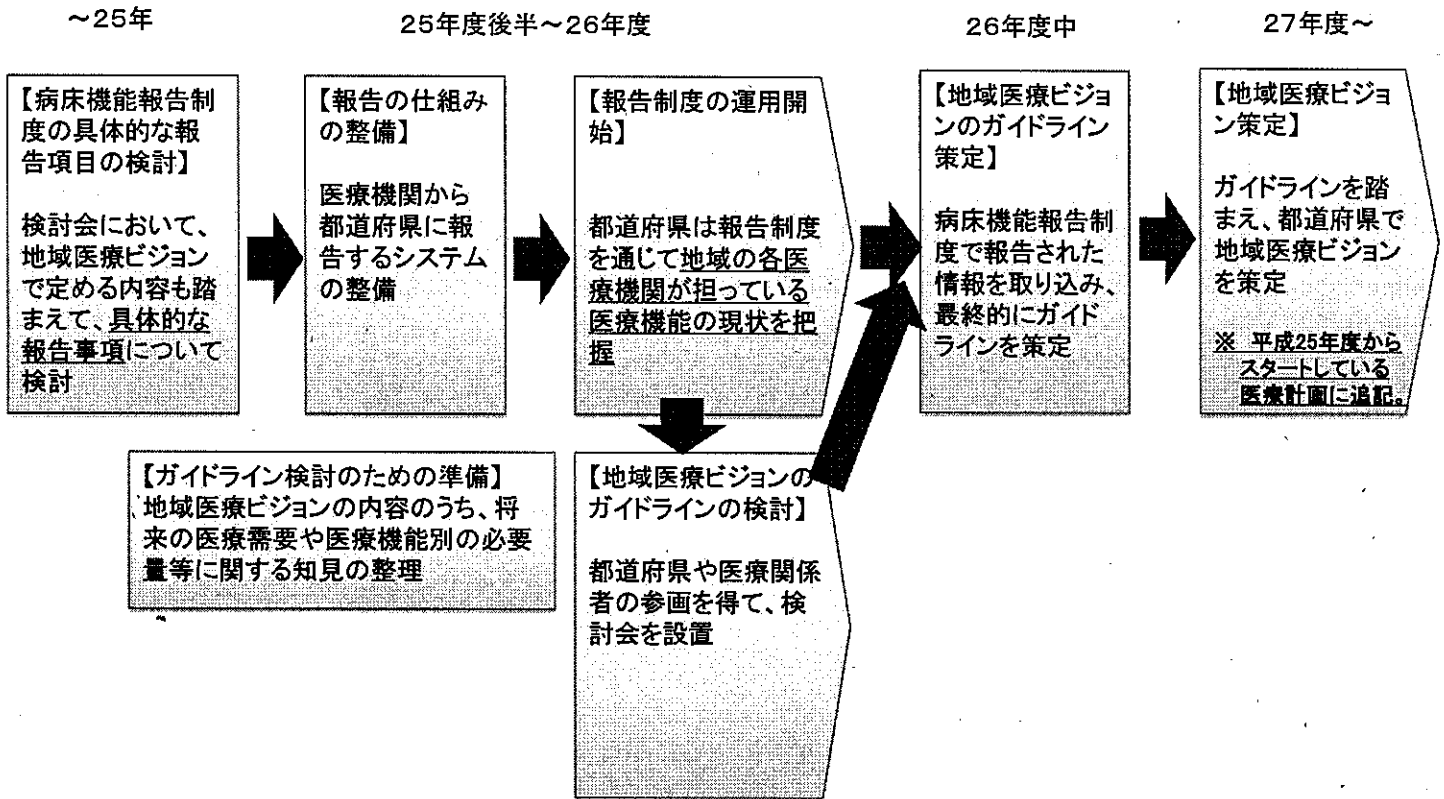 ～25年
25年度後半～26年度
26年度中
27年度～
【病床機能報告制
度の具体的な報
告項目の検討】
検討会において、
地域医療ビジョン
で定める内容も踏
まえて、具体的な
報告事項について
検討
【報告の仕組み
の整備】
医療機関から
都道府県に報
告するシステム
の整備
【報告制度の運用開
始】
都道府県は報告制度
を通じて地域の各医
療機関が担っている
医療機能の現状を把
握
【地域医療ビジョ
ンのガイドライン
策定】
病床機能報告制
度で報告された
情報を取り込み、
最終的にガイド
ラインを策定
【地域医療ビジョ
ン策定】
ガイドラインを踏
まえ、都道府県で
地域医療ビジョン
を策定
※ 平成25年度から
スタートしている
医療計画に追記。
【ガイドライン検討のための準備】
地域医療ビジョンの内容のうち、将
来の医療需要や医療機能別の必要
量等に関する知見の整理
【地域医療ビジョンの
ガイドラインの検討】
都道府県や医療関係
者の参画を得て、検
討会を設置